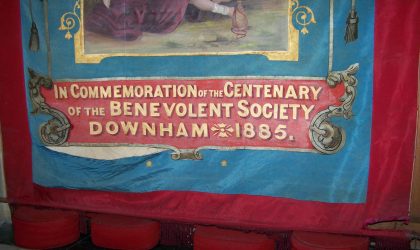 IN COMMEMORATION OF THE CENTENARY
OF THE BENEVOLENT SOCIETY
DOWNHAM 1885.